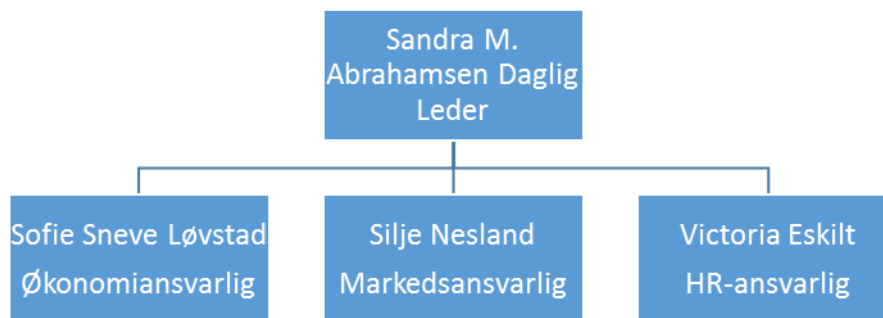 Sandra M.
Abrahamsen Daglig
Leder
Sofie Sneve Løvstad
Økonomiansvarlig
Silje Nesland
Markedsansvarlig
Victoria Eskilt
HR-ansvarlig